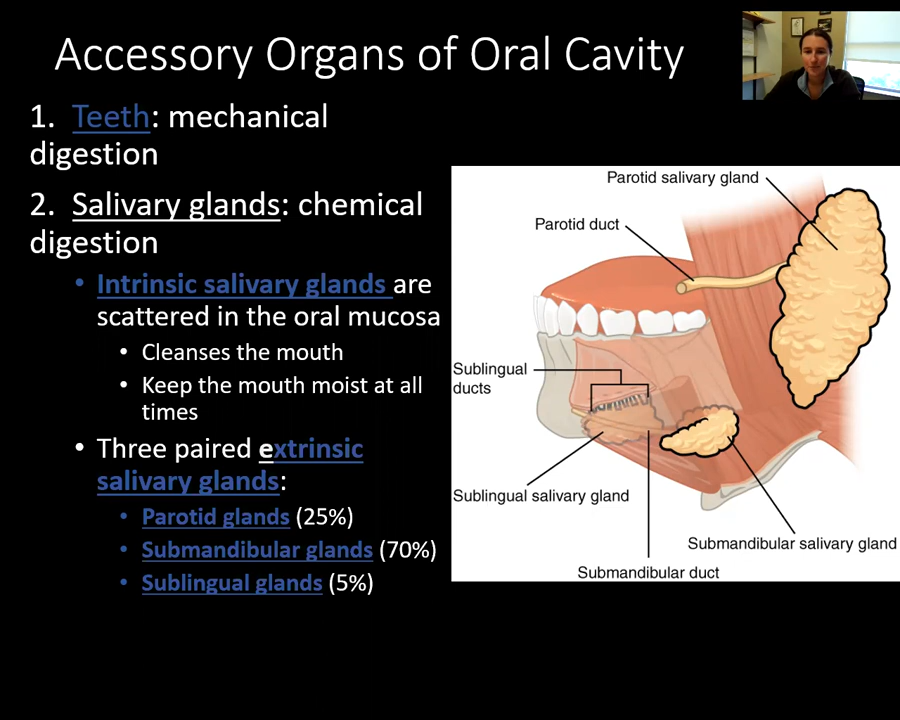 Accessory Organs of Oral Cavity
1. Teeth: mechanical
digestion
2. Salivary glands: chemical
digestion
• Intrinsic salivary glands are
scattered in the oral mucosa
• Cleanses the mouth
• Keep the mouth moist at all
times
• Three paired extrinsic
salivary glands:
• Parotid glands (25%)
• Submandibular glands (70%)
• Sublingual glands (5%)
Parotid salivary gland
Parotid duct
Sublingual
ducts
Sublingual salivary gland
Submandibular salivary gland
Submandibular duct